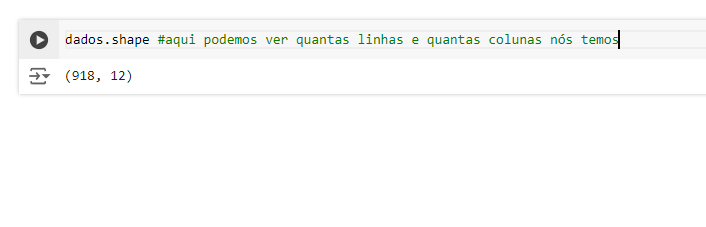 dados.shape #aqui podemos ver quantas linhas e quantas colunas nós temos
(918, 12)